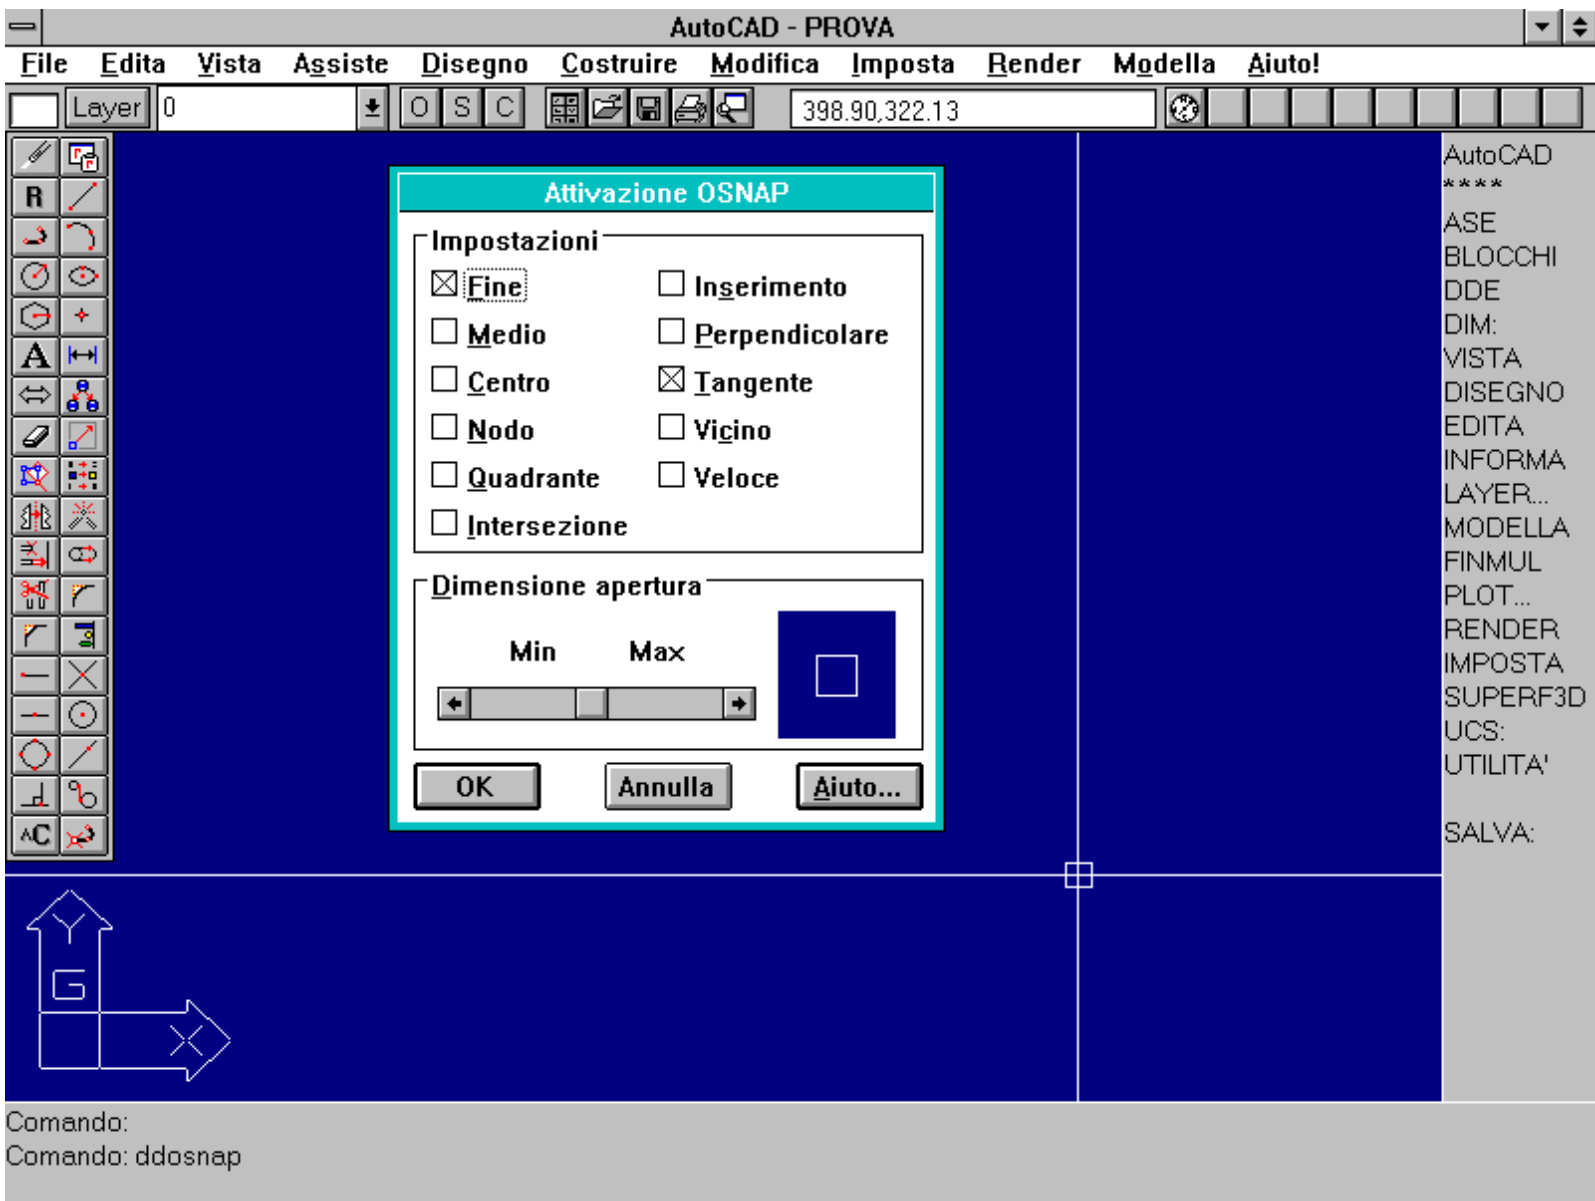 AutoCAD - PROVA
File Edita Vista Assiste Disegno Costruire Modifica Imposta Render Modella Aiuto!
Layer 0 O S C 398.90,322.13
R
A
^C
Attivazione OSNAP
Impostazioni
Fine Inserimento
Medio Perpendicolare
Centro Tangente
Nodo Vicino
Quadrante Veloce
Intersezione
Dimensione apertura
Min Max
OK Annulla Aiuto...
AutoCAD
****
ASE
BLOCCHI
DDE
DIM:
VISTA
DISEGNO
EDITA
INFORMA
LAYER...
MODELLA
FINMUL
PLOT...
RENDER
IMPOSTA
SUPERF3D
UCS:
UTILITA'
SALVA:
Y
G
X
Comando:
Comando: ddosnap